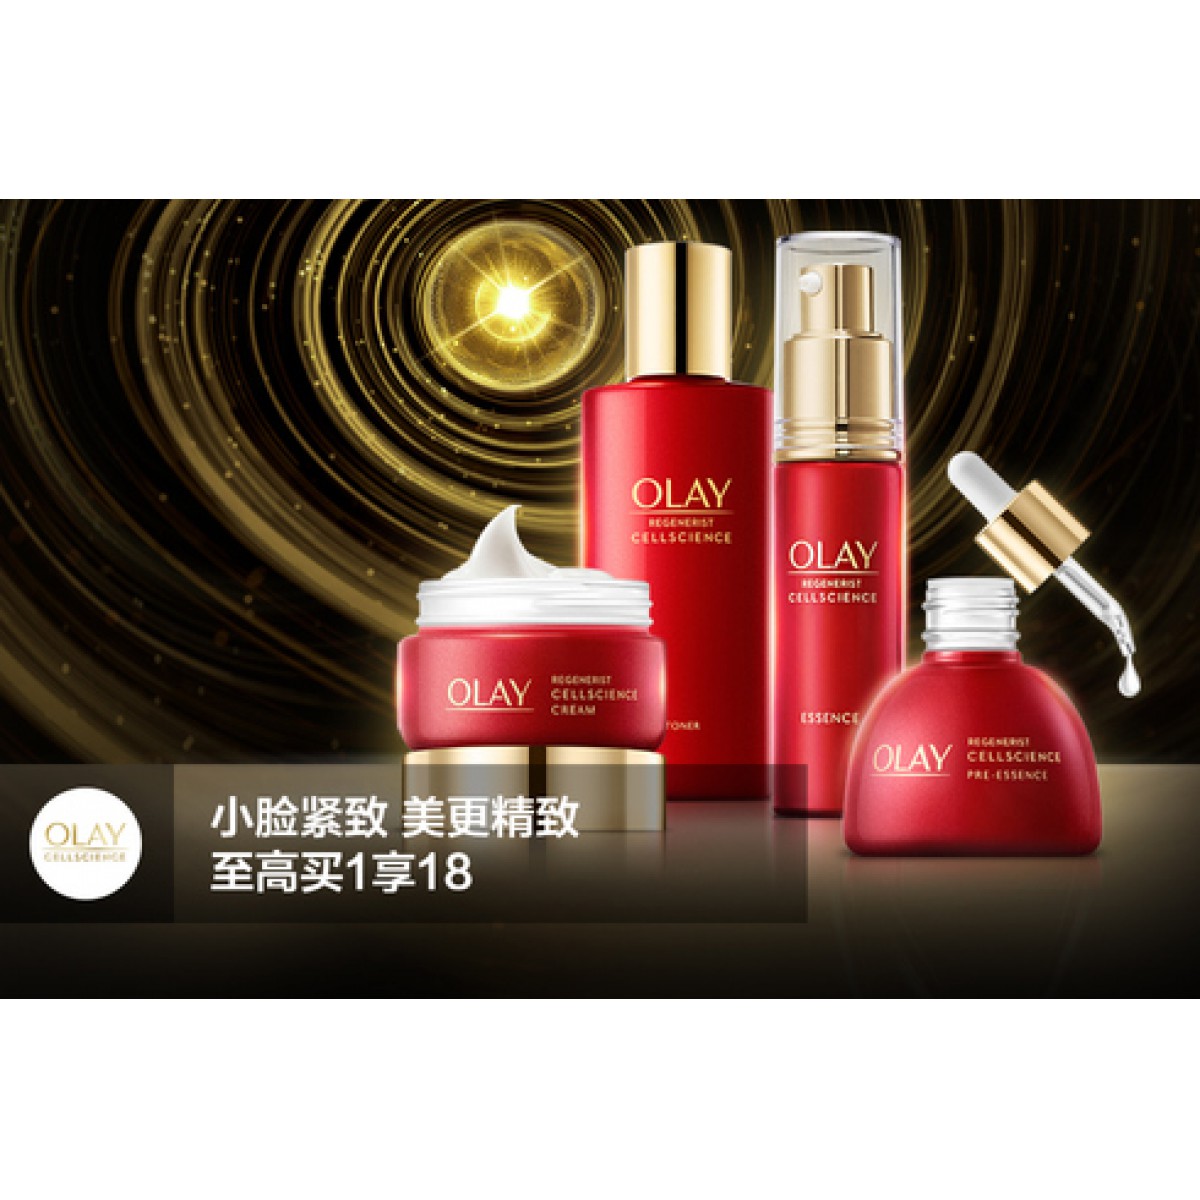 OLAY
REGENERIST
CELLSCIENCE
TONER
OLAY
REGENERIST
CELLSCIENCE
ESSENCE
OLAY
REGENERIST
CELLSCIENCE
CREAM
OLAY
REGENERIST
CELLSCIENCE
PRE-ESSENCE
OLAY
CELLSCIENCE
小脸紧致 美更精致
至高买1享18